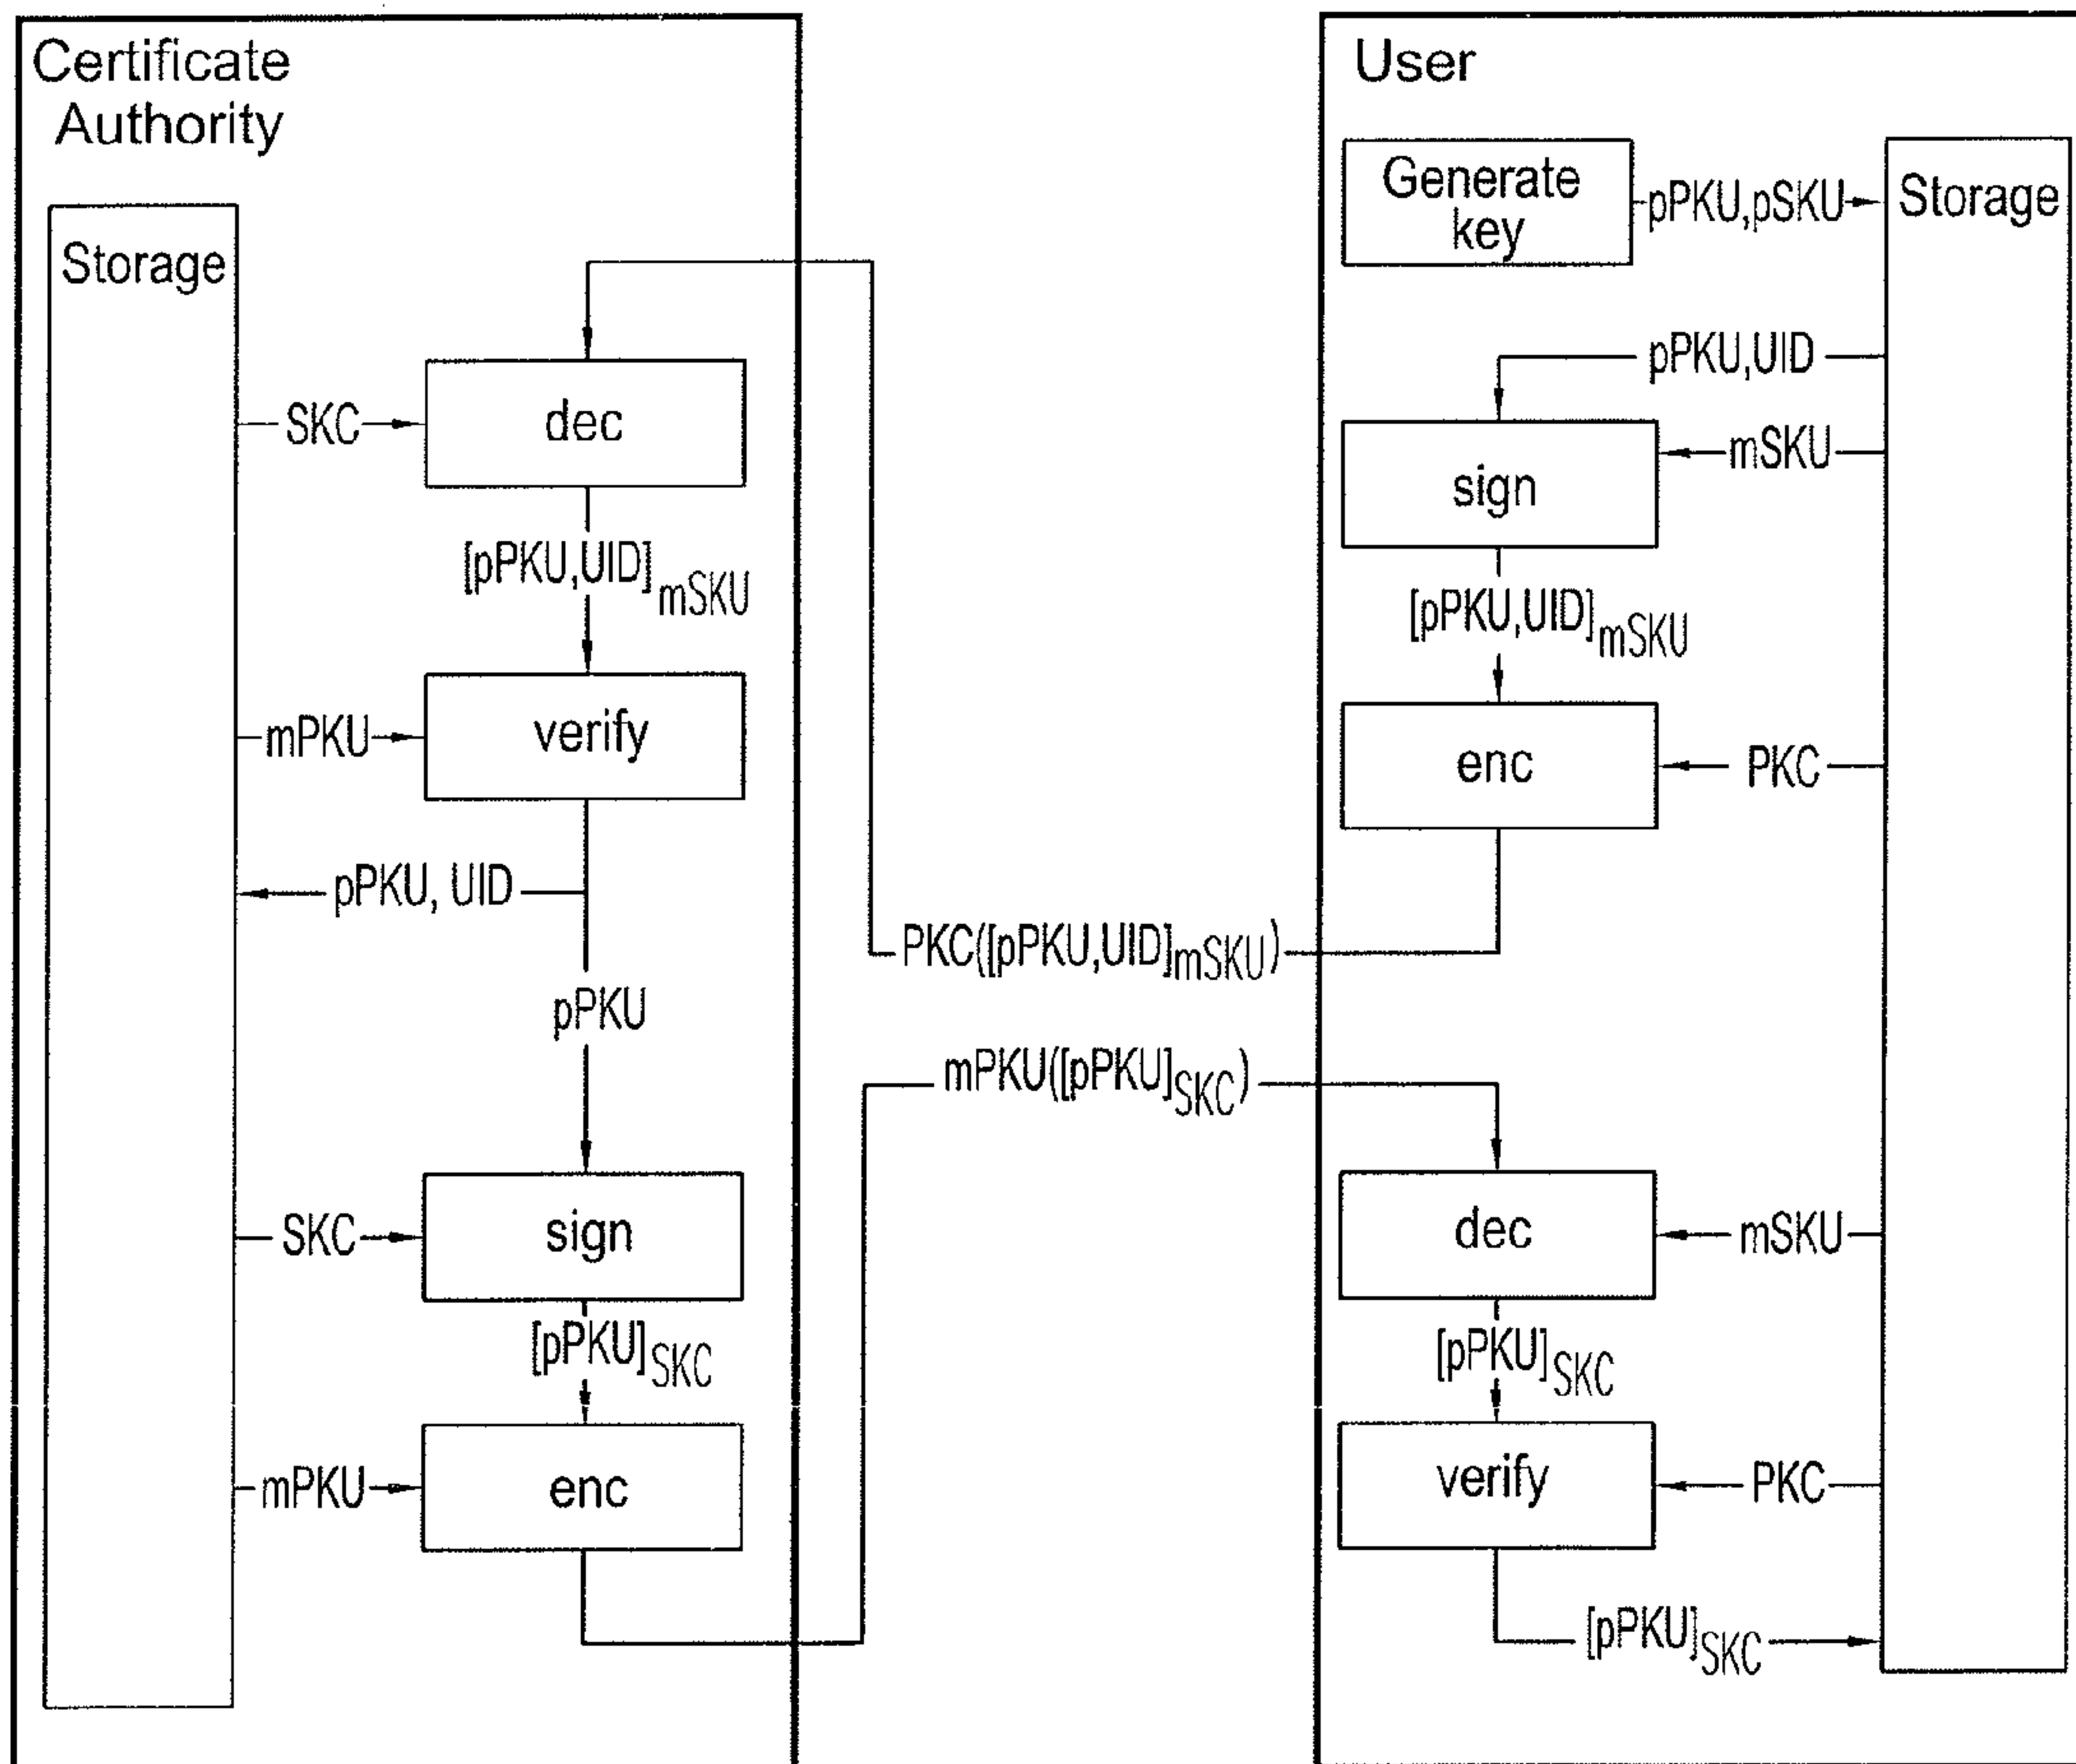 Certificate
Authority
Storage
SKC
dec
[pPKU,UID]mSKU
mPKU
verify
pPKU, UID
pPKU
SKC
sign
[pPKU]SKC
mPKU
enc
PKC([pPKU,UID]mSKU)
mPKU([pPKU]SKC)
User
Generate
key
pPKU,pSKU
Storage
pPKU,UID
mSKU
sign
[pPKU,UID]mSKU
enc
PKC
dec
mSKU
[pPKU]SKC
verify
PKC
[pPKU]SKC